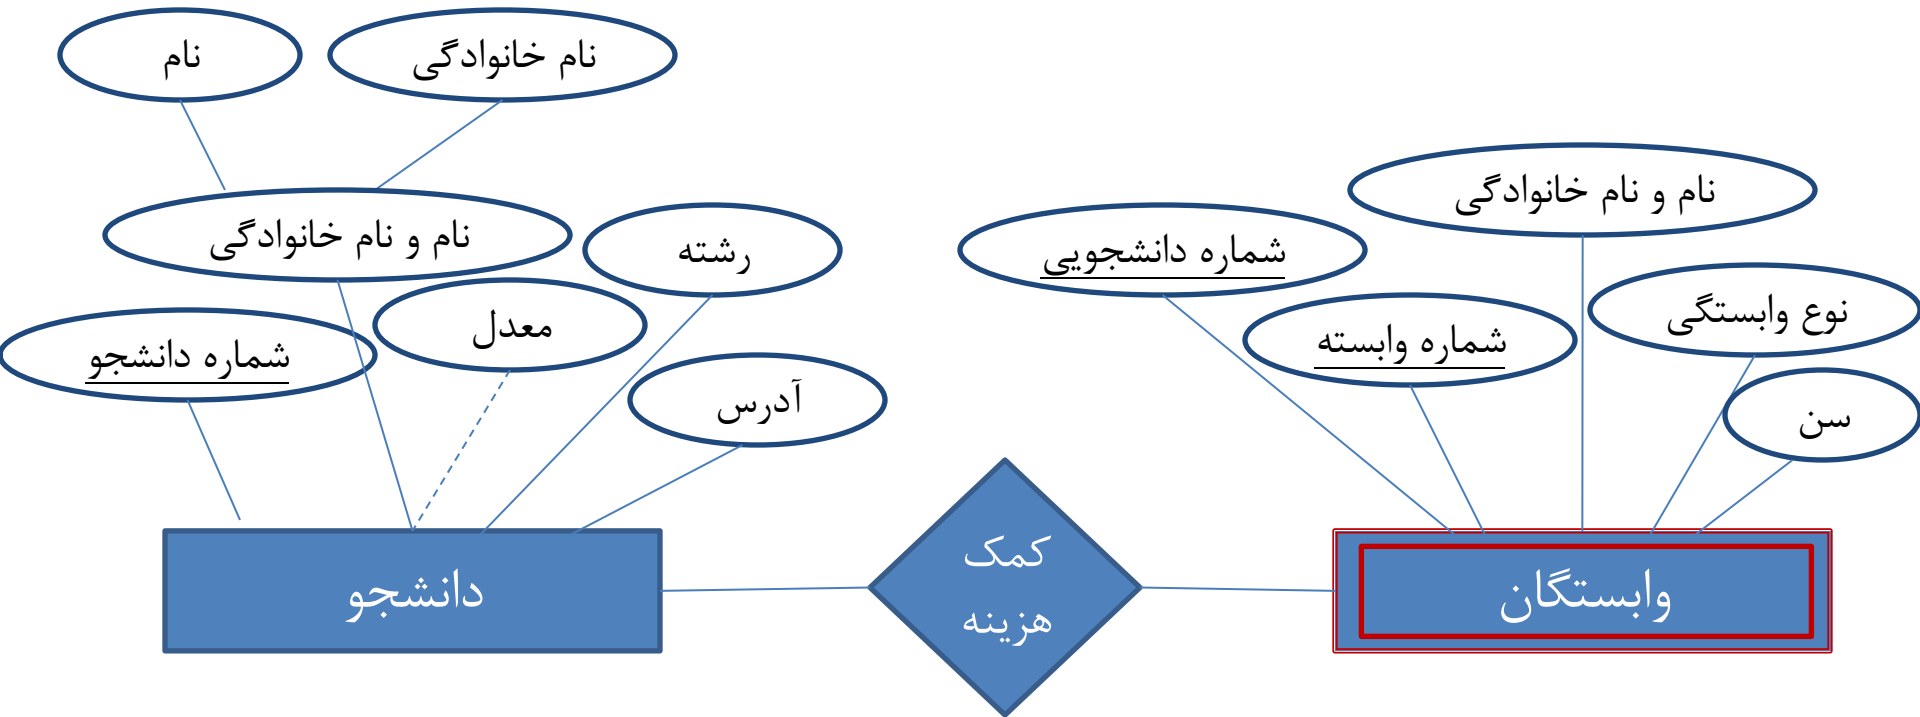 نام
نام خانوادگی
نام و نام خانوادگی
رشته
معدل
شماره دانشجو
آدرس
نام و نام خانوادگی
شماره دانشجویی
نوع وابستگی
شماره وابسته
سن
دانشجو
کمک
هزینه
وابستگان